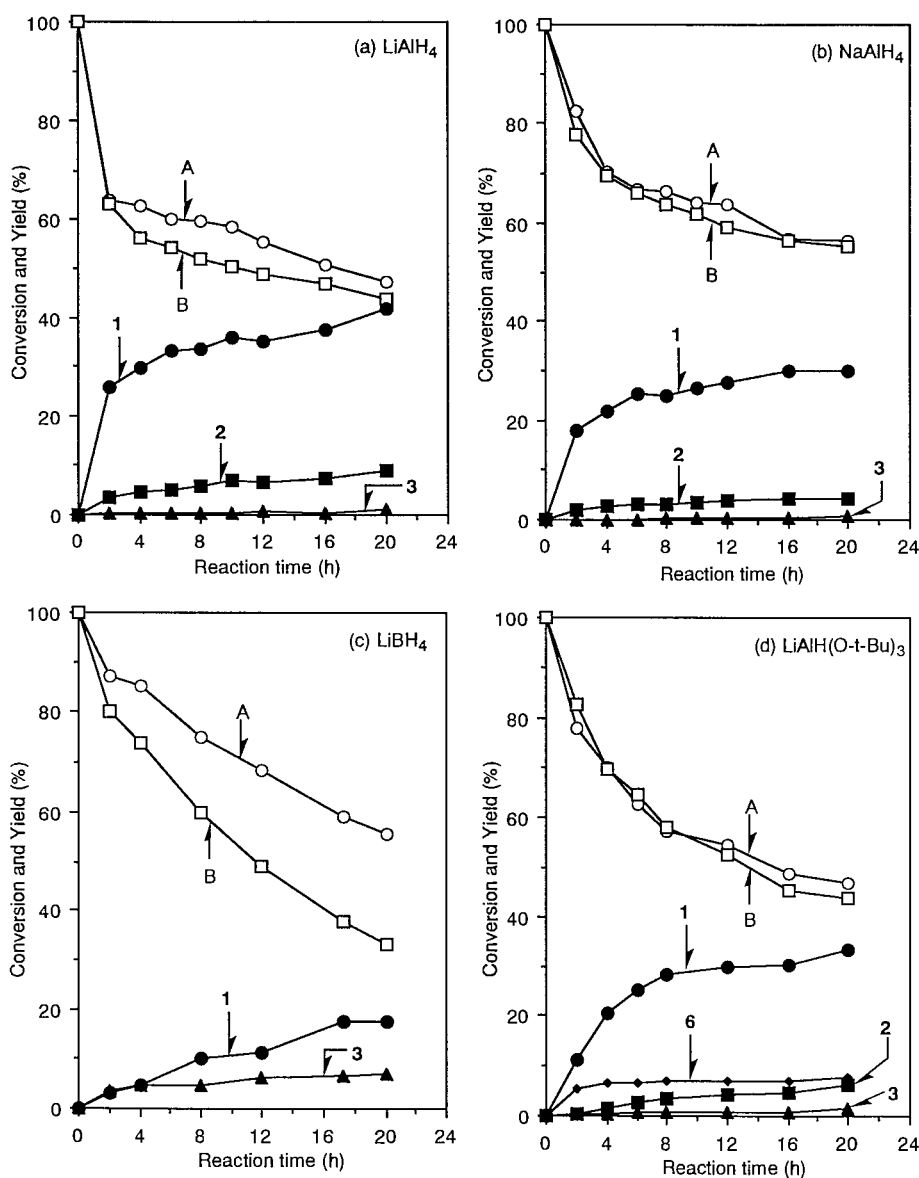 (a) LiAlH4
Conversion and Yield (%)
100
80
60
40
20
0
A
B
1
2
3
0 4 8 12 16 20 24
Reaction time (h)
(b) NaAlH4
Conversion and Yield (%)
100
80
60
40
20
0
A
B
1
2
3
0 4 8 12 16 20 24
Reaction time (h)
(c) LiBH4
Conversion and Yield (%)
100
80
60
40
20
0
A
B
1
3
0 4 8 12 16 20 24
Reaction time (h)
(d) LiAlH(O-t-Bu)3
Conversion and Yield (%)
100
80
60
40
20
0
A
B
1
6
2
3
0 4 8 12 16 20 24
Reaction time (h)